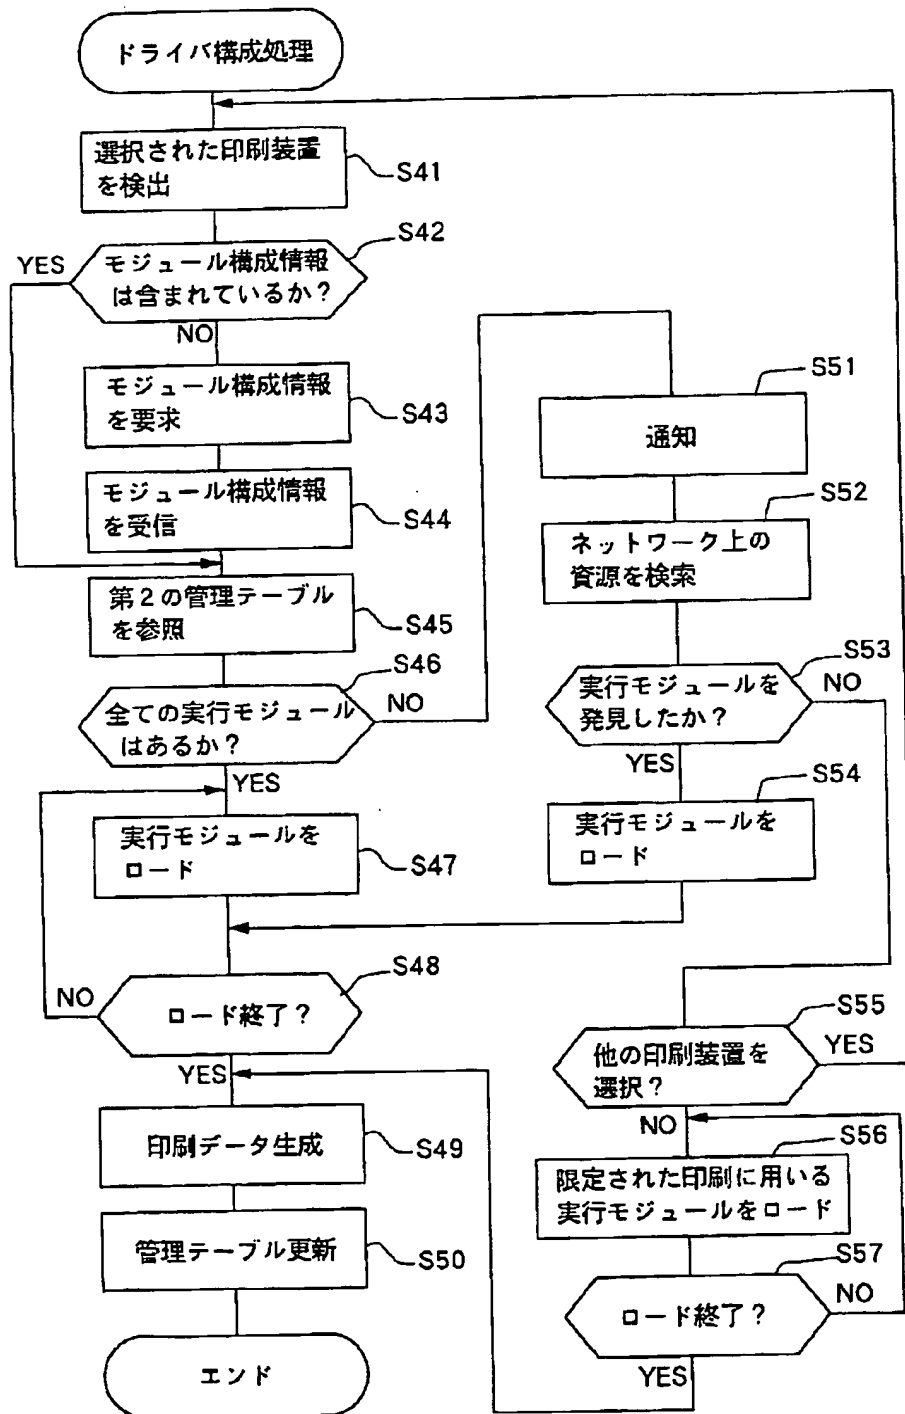 ドライバ構成処理
選択された印刷装置
を検出
S41
S42
YES
モジュール構成情報
は含まれているか?
NO
モジュール構成情報
を要求
S43
モジュール構成情報
を受信
S44
第2の管理テーブル
を参照
S45
S46
全ての実行モジュール
はあるか?
NO
YES
実行モジュールを
ロード
S47
S48
NO
ロード終了?
YES
印刷データ生成
S49
管理テーブル更新
S50
エンド
S51
通知
S52
ネットワーク上の
資源を検索
S53
実行モジュールを
発見したか?
NO
YES
S54
実行モジュールを
ロード
S55
他の印刷装置を
選択?
YES
NO
S56
限定された印刷に用いる
実行モジュールをロード
S57
ロード終了?
NO
YES